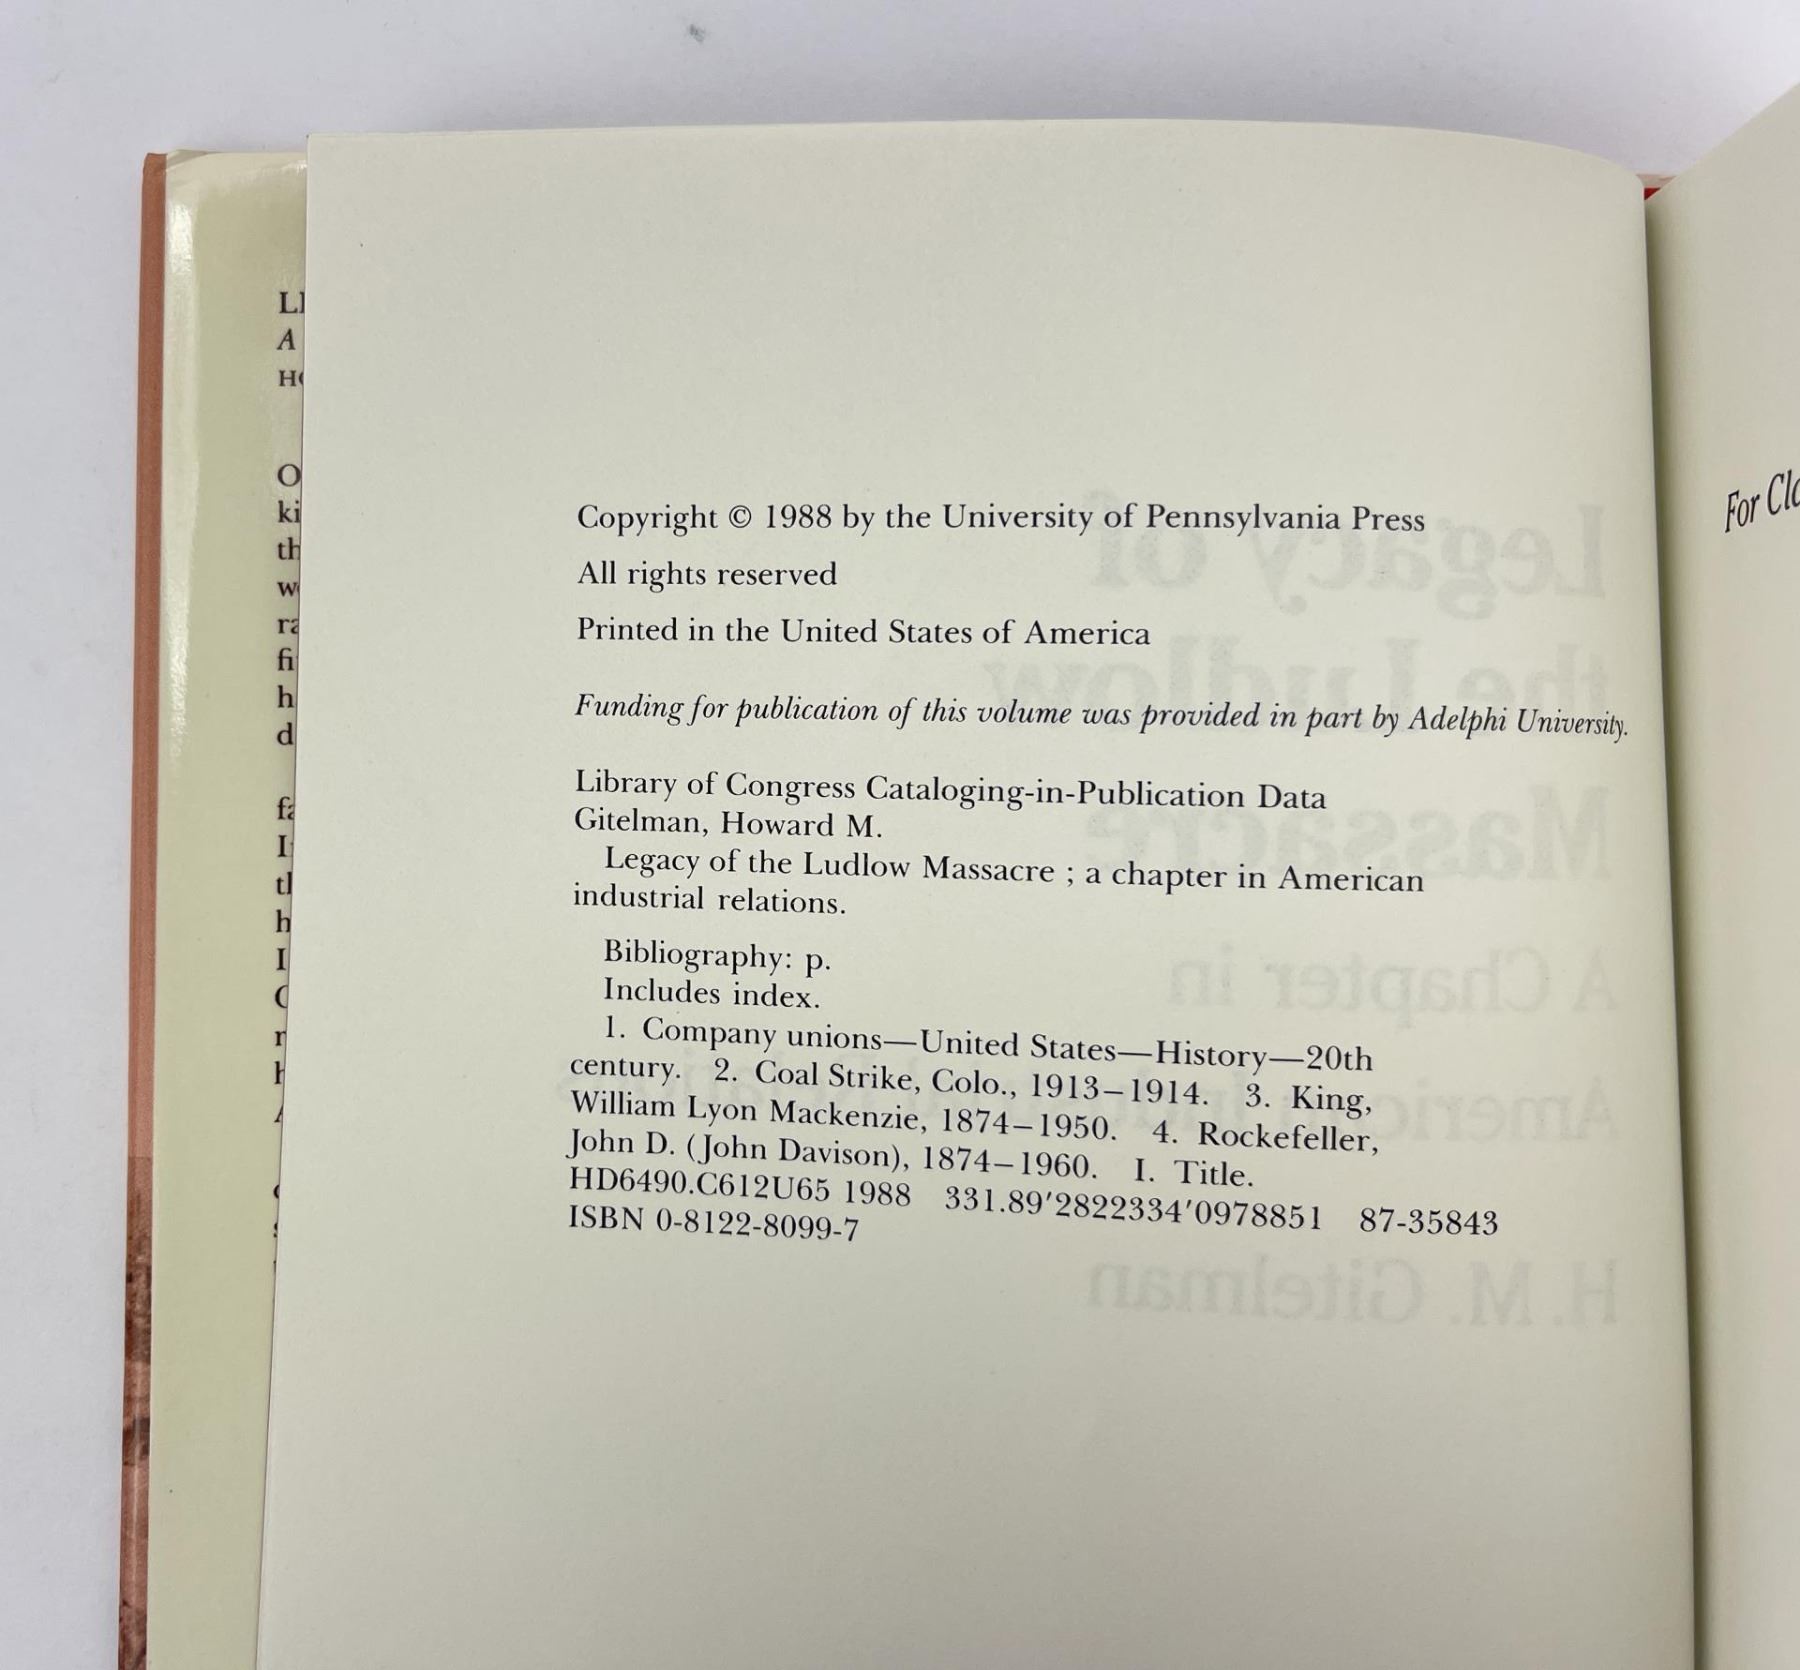 Copyright © 1988 by the University of Pennsylvania Press
All rights reserved
Printed in the United States of America
Funding for publication of this volume was provided in part by Adelphi University.
Library of Congress Cataloging-in-Publication Data
Gitelman, Howard M.
Legacy of the Ludlow Massacre ; a chapter in American
industrial relations.
Bibliography: p.
Includes index.
1. Company unions—United States—History—20th
century. 2. Coal Strike, Colo., 1913–1914. 3. King,
William Lyon Mackenzie, 1874–1950. 4. Rockefeller,
John D. (John Davison), 1874–1960. I. Title.
HD6490.C612U65 1988 331.89′2822334′0978851 87-35843
ISBN 0-8122-8099-7
For